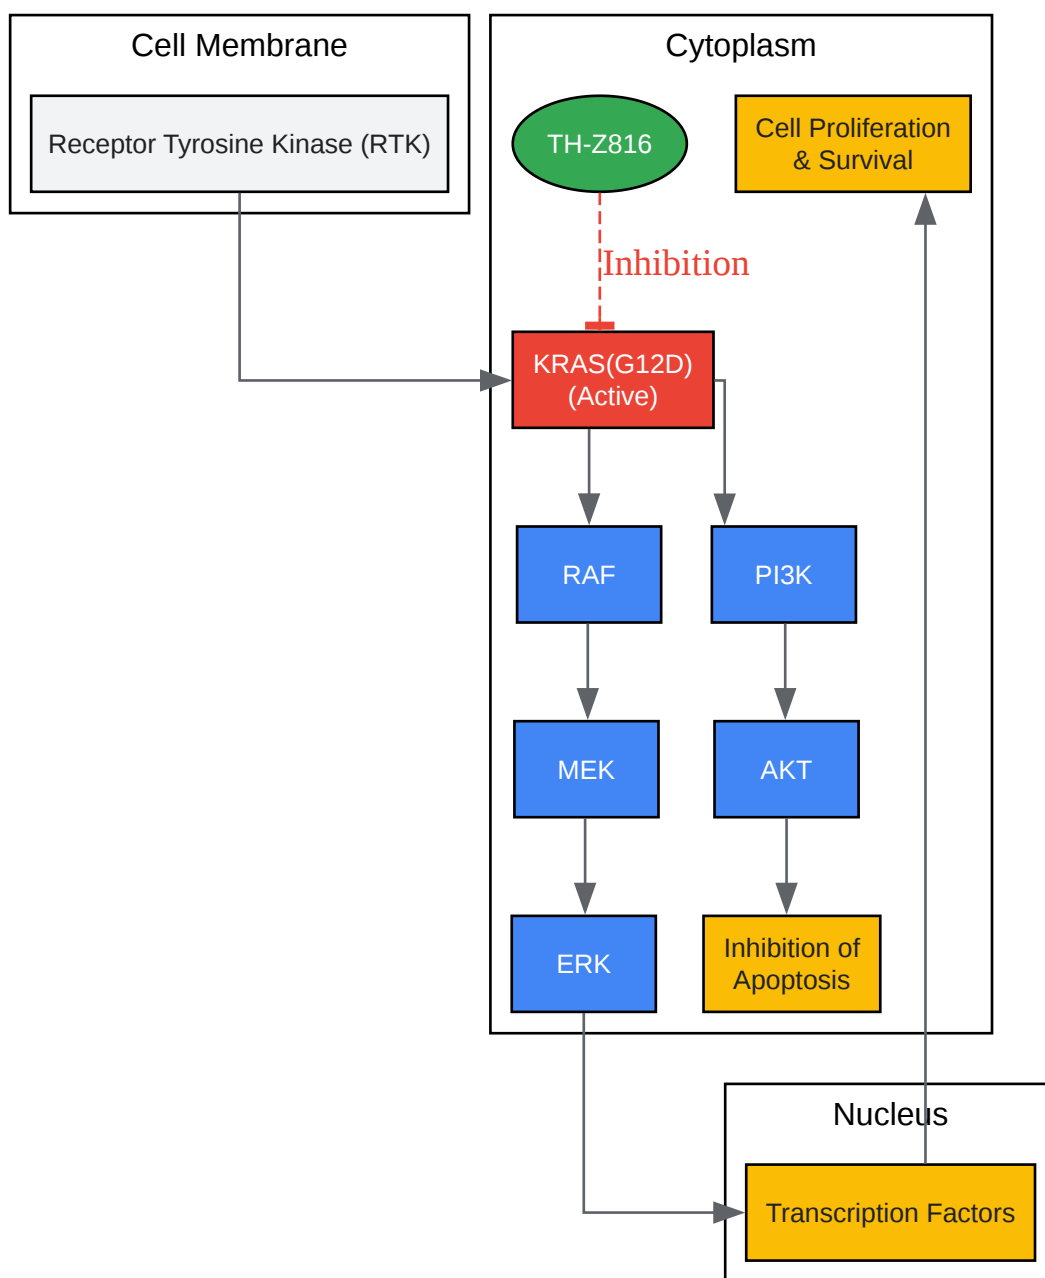 Cell Membrane
Receptor Tyrosine Kinase (RTK)
Cytoplasm
TH-Z816
Cell Proliferation
& Survival
Inhibition
KRAS(G12D)
(Active)
RAF
PI3K
MEK
AKT
ERK
Inhibition of
Apoptosis
Nucleus
Transcription Factors